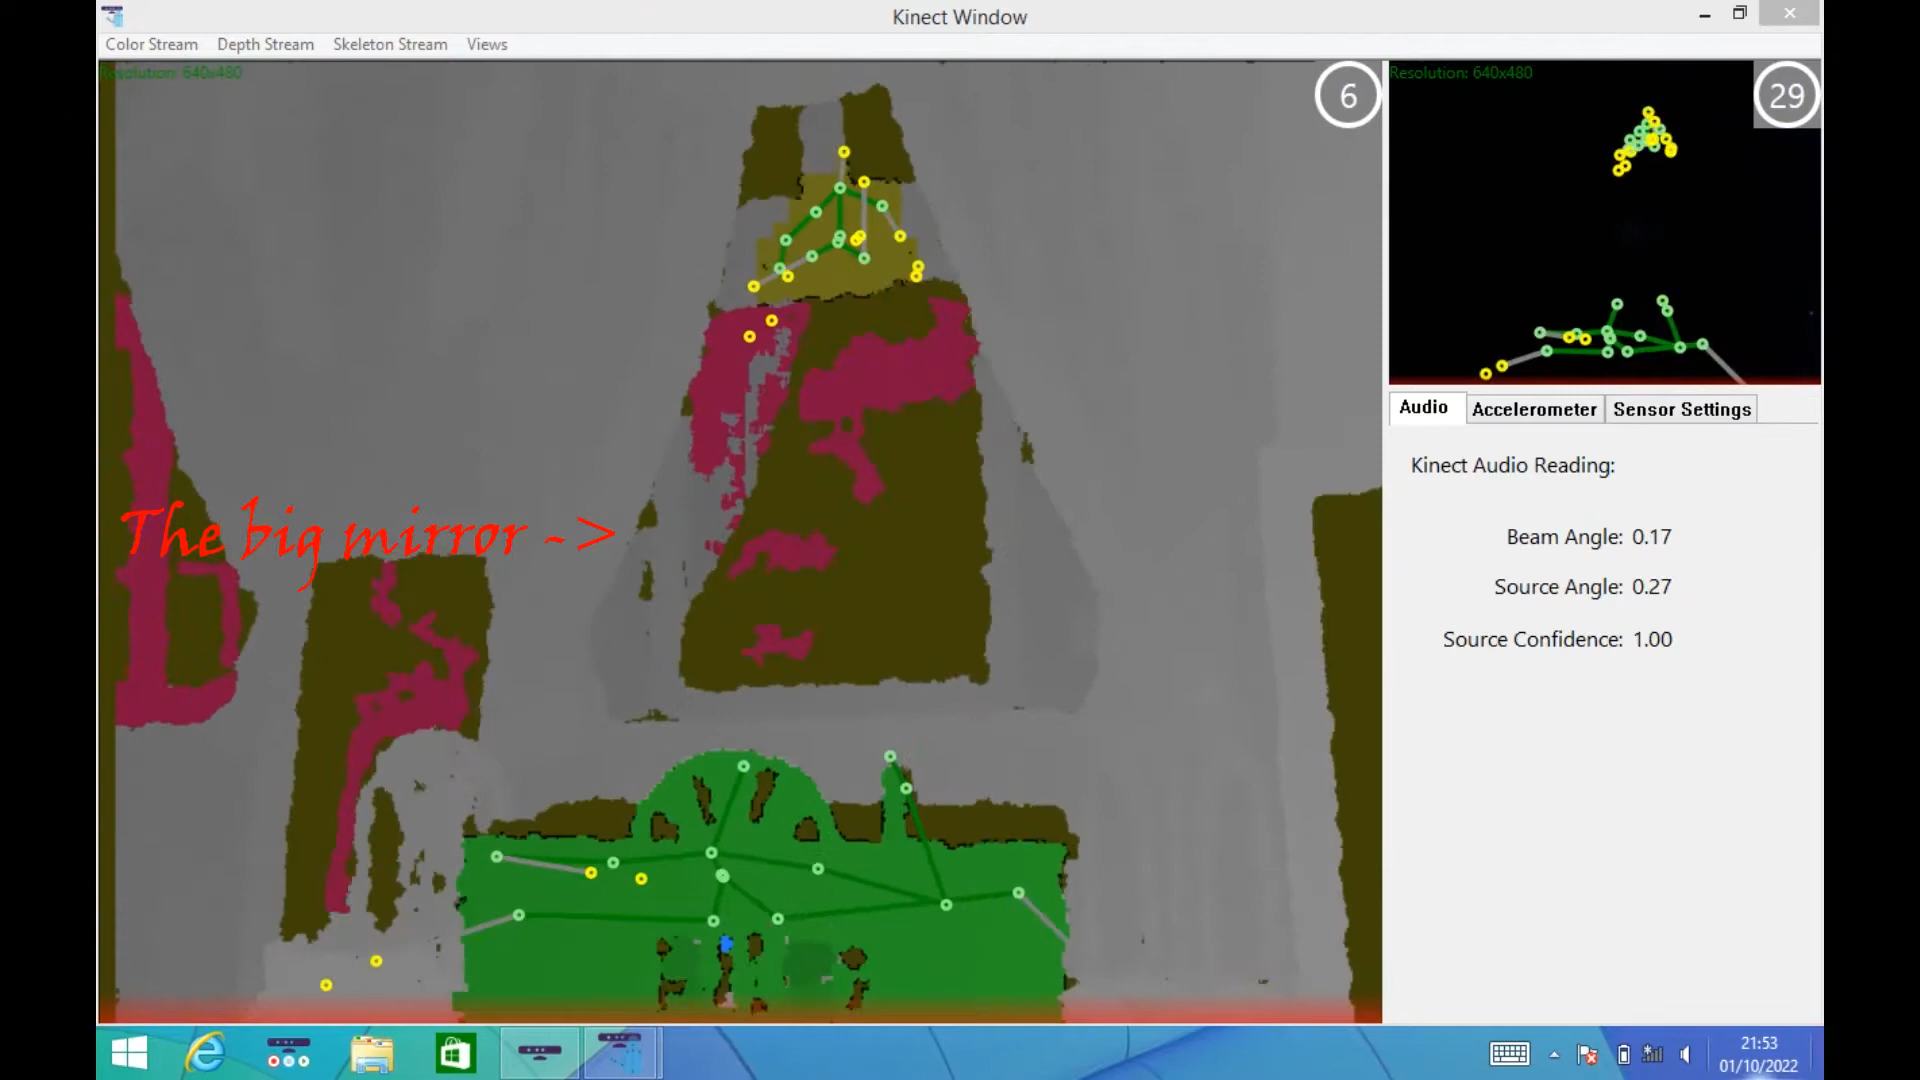 Kinect Window
Color Stream Depth Stream Skeleton Stream Views
Resolution: 640x480
6
Resolution: 640x480
29
Audio Accelerometer Sensor Settings
Kinect Audio Reading:
Beam Angle: 0.17
Source Angle: 0.27
Source Confidence: 1.00
The big mirror ->
21:53
01/10/2022